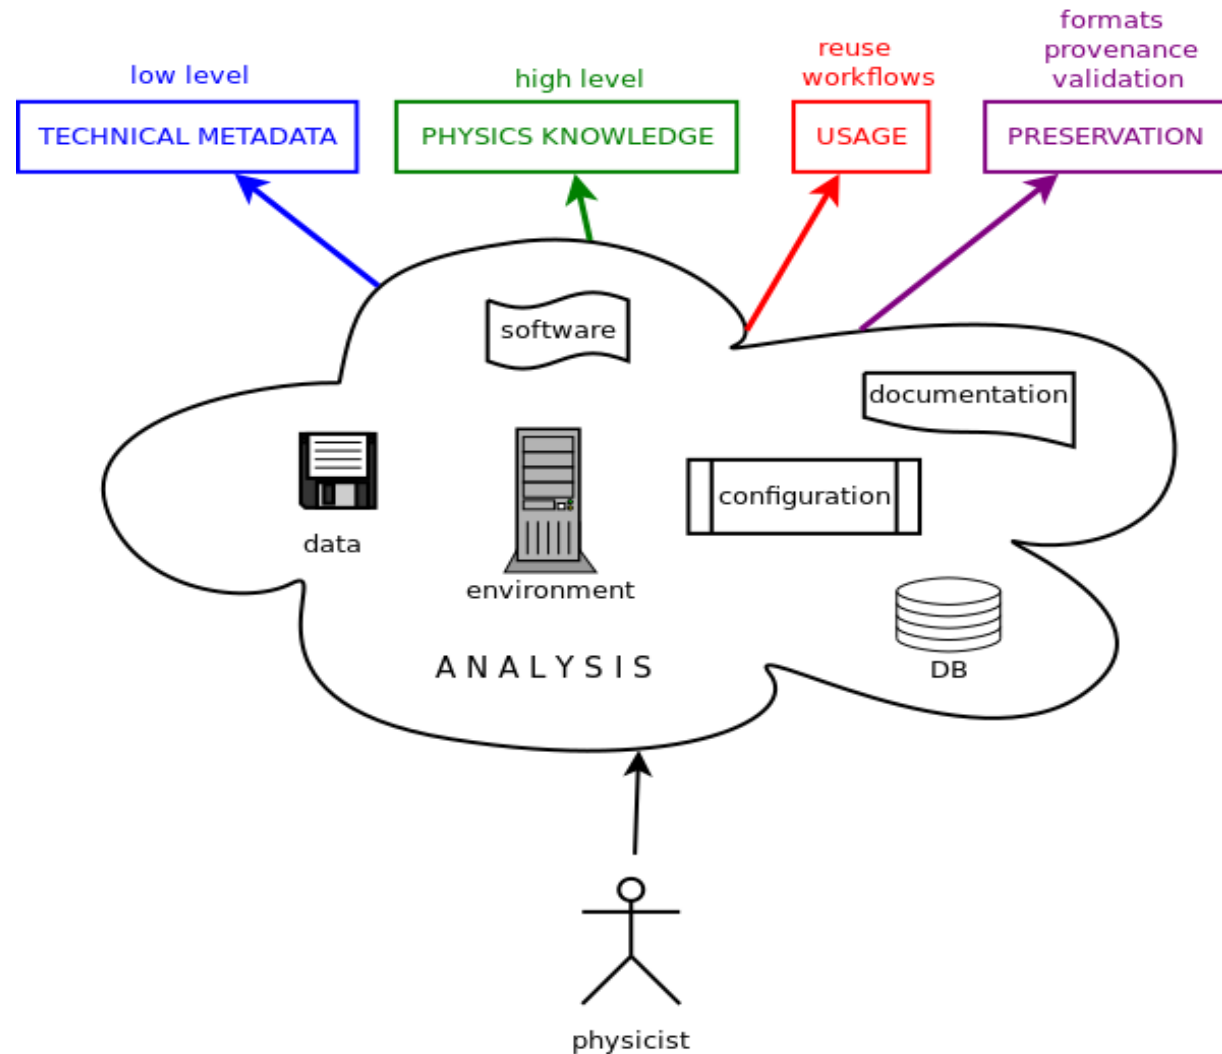 low level
TECHNICAL METADATA
high level
PHYSICS KNOWLEDGE
reuse
workflows
USAGE
formats
provenance
validation
PRESERVATION
software
documentation
data
environment
configuration
DB
ANALYSIS
physicist